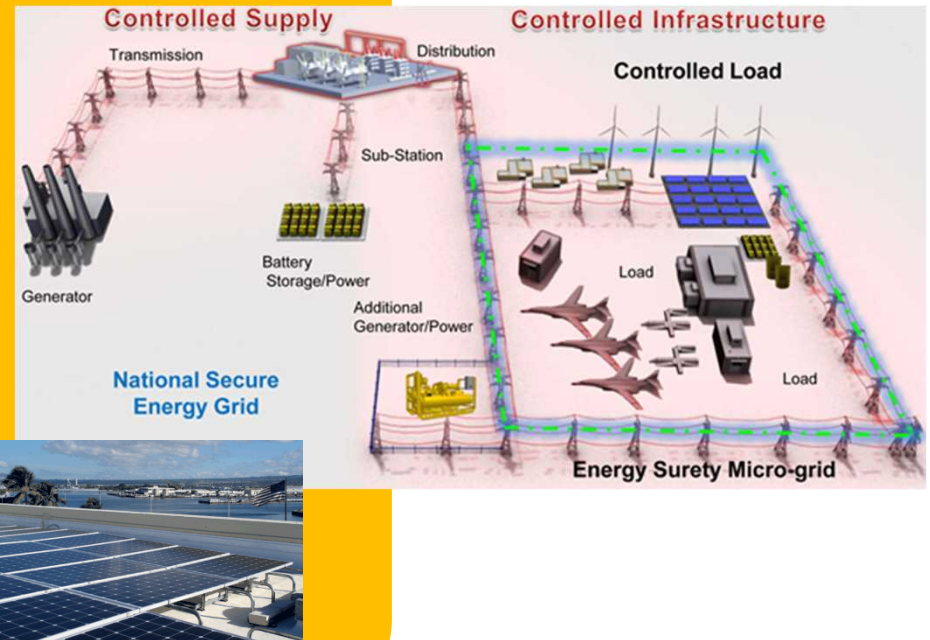 Controlled Supply
Controlled Infrastructure
Transmission
Distribution
Controlled Load
Sub-Station
Battery
Storage/Power
Load
Generator
Additional
Generator/Power
National Secure
Energy Grid
Load
Energy Surety Micro-grid